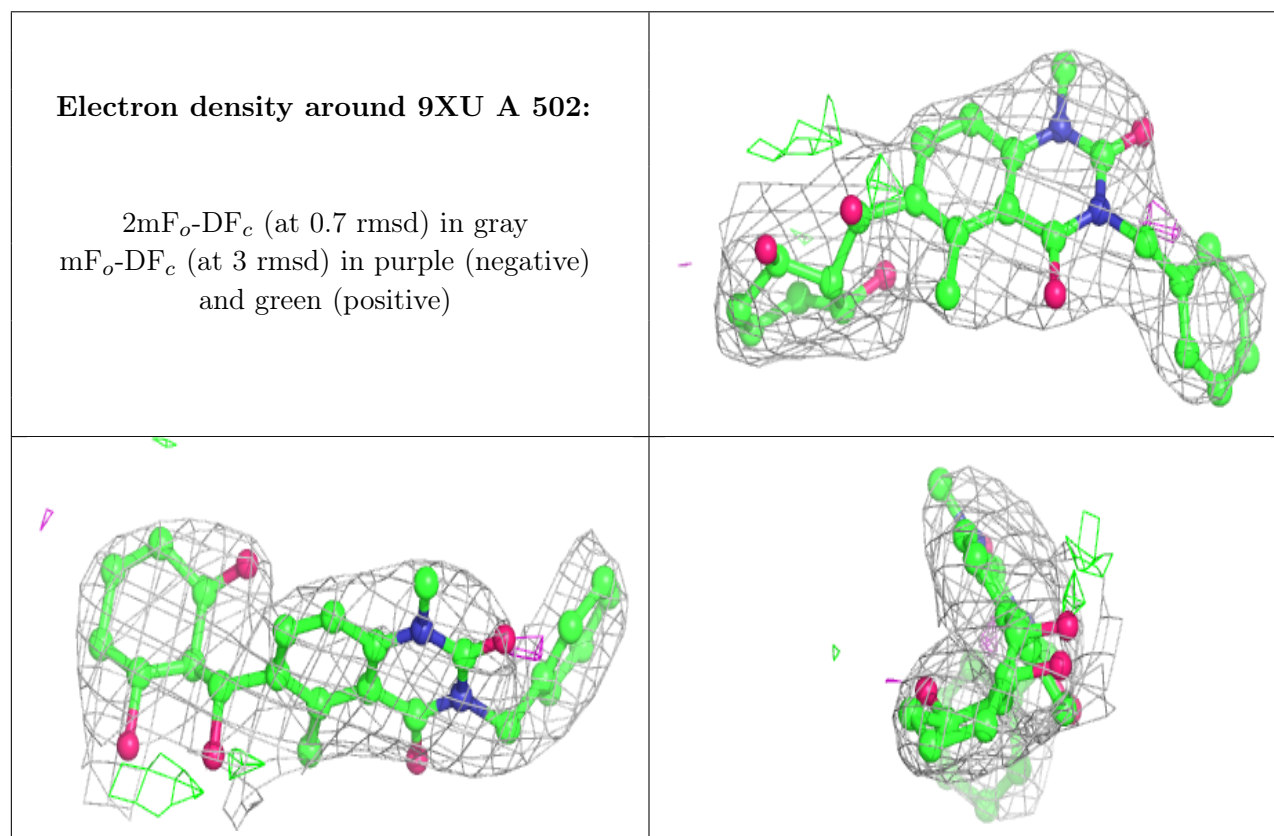 Electron density around 9XU A 502:
2mFo-DFc (at 0.7 rmsd) in gray
mFo-DFc (at 3 rmsd) in purple (negative)
and green (positive)